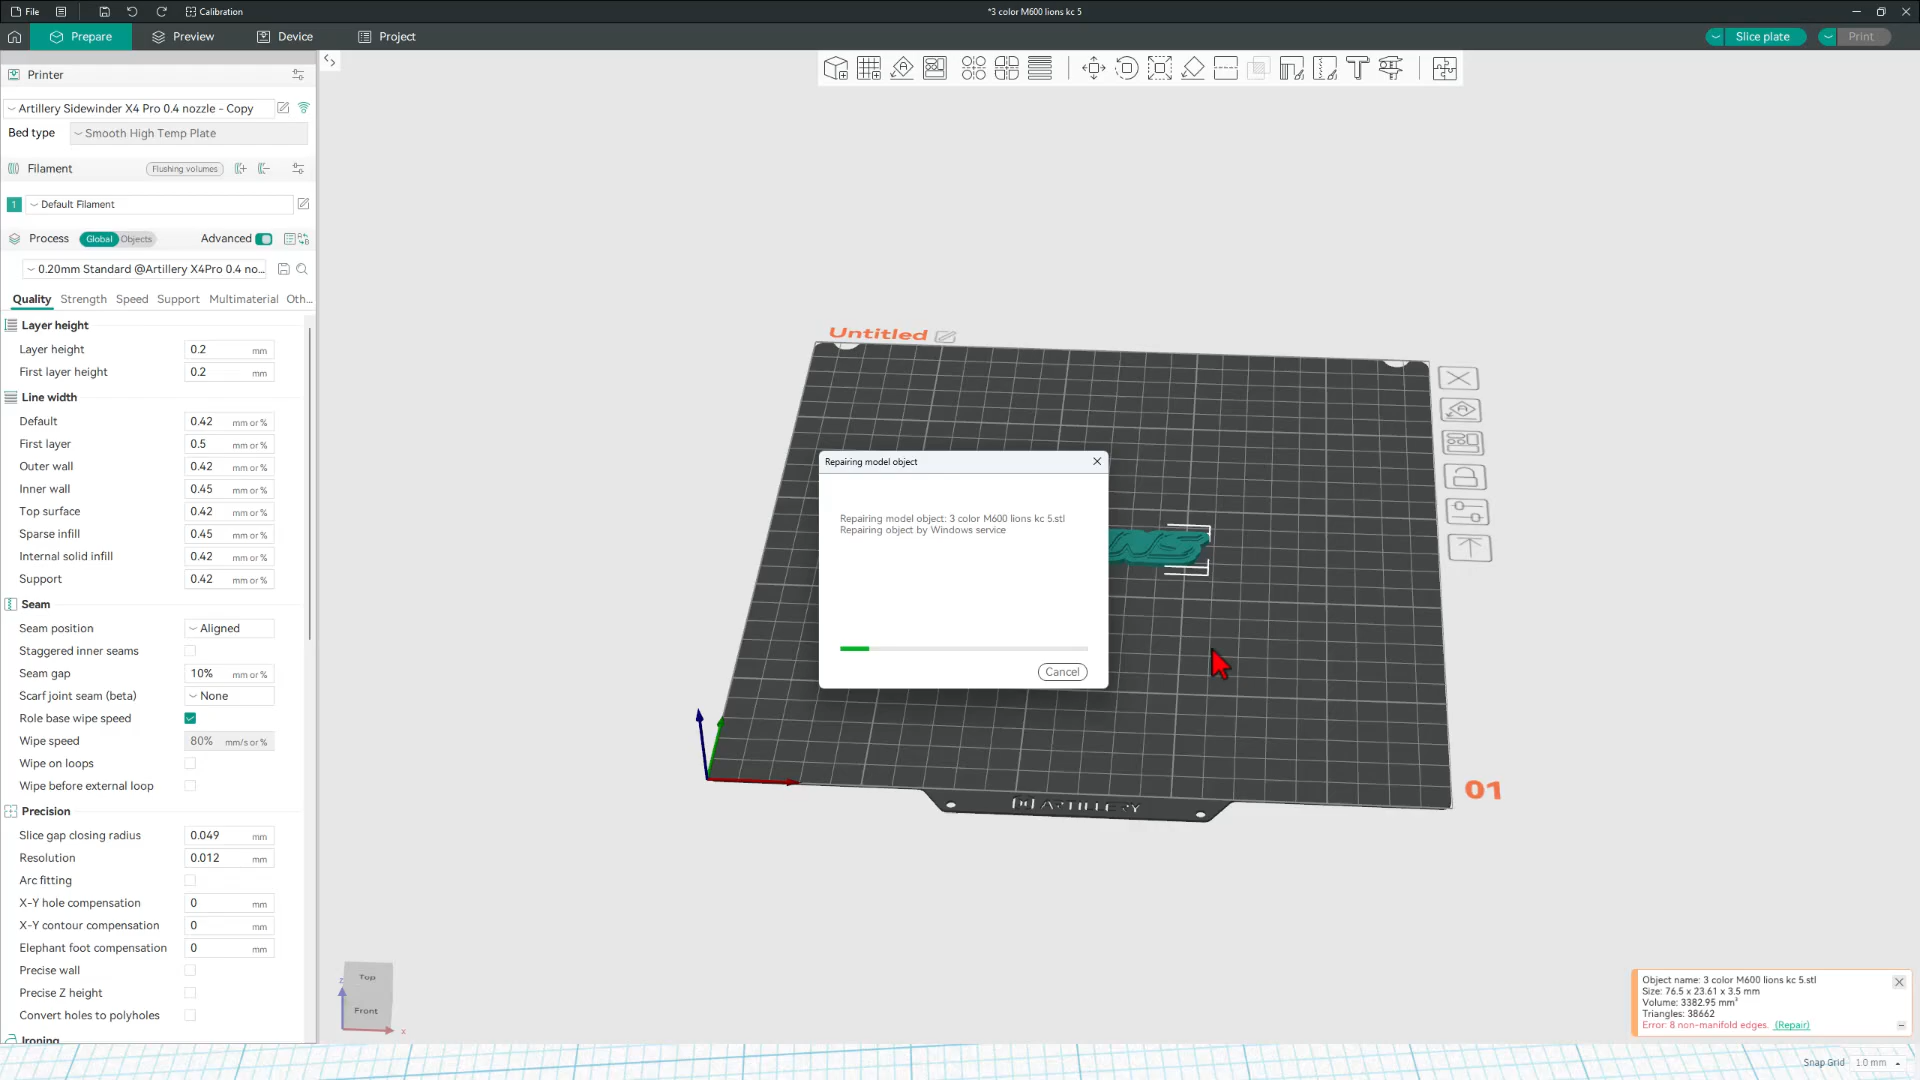 File
Calibration
*3 color M600 lions kc 5
Prepare
Preview
Device
Project
Slice plate
Print
Printer
Artillery Sidewinder X4 Pro 0.4 nozzle - Copy
Bed type
Smooth High Temp Plate
Filament
Flushing volumes
1
Default Filament
Process
Global
Objects
Advanced
0.20mm Standard @Artillery X4Pro 0.4 no...
Quality
Strength
Speed
Support
Multimaterial
Oth...
Layer height
Layer height 0.2 mm
First layer height 0.2 mm
Line width
Default 0.42 mm or %
First layer 0.5 mm or %
Outer wall 0.42 mm or %
Inner wall 0.45 mm or %
Top surface 0.42 mm or %
Sparse infill 0.45 mm or %
Internal solid infill 0.42 mm or %
Support 0.42 mm or %
Seam
Seam position Aligned
Staggered inner seams
Seam gap 10% mm or %
Scarf joint seam (beta) None
Role base wipe speed
Wipe speed 80% mm/s or %
Wipe on loops
Wipe before external loop
Precision
Slice gap closing radius 0.049 mm
Resolution 0.012 mm
Arc fitting
X-Y hole compensation 0 mm
X-Y contour compensation 0 mm
Elephant foot compensation 0 mm
Precise wall
Precise Z height
Convert holes to polyholes
Ironing
Untitled
Repairing model object
Repairing model object: 3 color M600 lions kc 5.stl
Repairing object by Windows service
Cancel
NS
ARTILLERY
01
Top
Front
z
x
Object name: 3 color M600 lions kc 5.stl
Size: 76.5 x 23.61 x 3.5 mm
Volume: 3382.95 mm³
Triangles: 38662
Error: 8 non-manifold edges. (Repair)
Snap Grid 1.0 mm